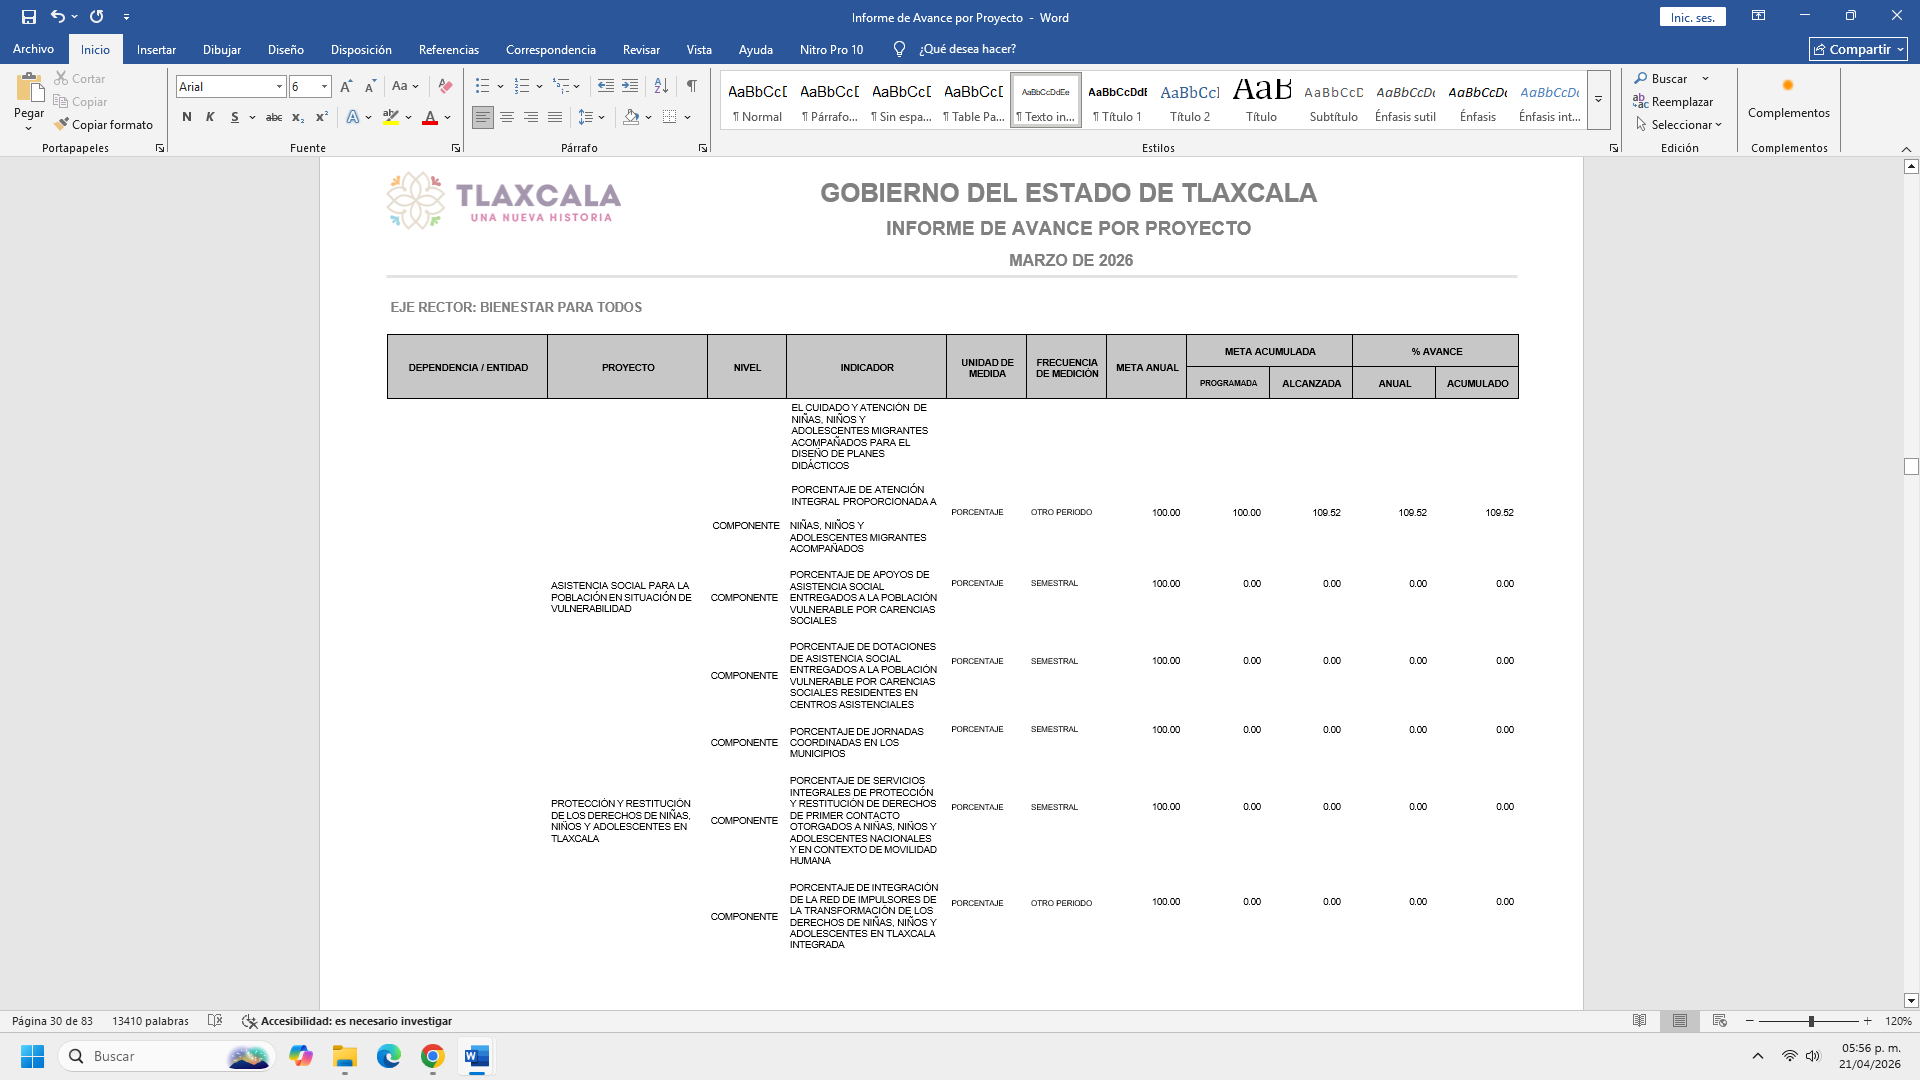 Informe de Avance por Proyecto - Word
Inic. ses.
Archivo Inicio Insertar Dibujar Diseño Disposición Referencias Correspondencia Revisar Vista Ayuda Nitro Pro 10 ¿Qué desea hacer? Compartir
Pegar
Cortar
Copiar
Copiar formato
Portapapeles
Arial 6
Fuente
Párrafo
AaBbCcDdEe
¶ Normal ¶ Párrafo... ¶ Sin espa... ¶ Table Pa... ¶ Texto in... ¶ Título 1 Título 2 Título Subtítulo Énfasis sutil Énfasis Énfasis int...
Estilos
Buscar
Reemplazar
Seleccionar
Edición
Complementos
Complementos
TLAXCALA
UNA NUEVA HISTORIA
GOBIERNO DEL ESTADO DE TLAXCALA
INFORME DE AVANCE POR PROYECTO
MARZO DE 2026
EJE RECTOR: BIENESTAR PARA TODOS
DEPENDENCIA / ENTIDAD PROYECTO NIVEL INDICADOR UNIDAD DE MEDIDA FRECUENCIA DE MEDICIÓN META ANUAL META ACUMULADA % AVANCE
PROGRAMADA ALCANZADA ANUAL ACUMULADO
EL CUIDADO Y ATENCIÓN DE
NIÑAS, NIÑOS Y
ADOLESCENTES MIGRANTES
ACOMPAÑADOS PARA EL
DISEÑO DE PLANES
DIDÁCTICOS
PORCENTAJE DE ATENCIÓN
INTEGRAL PROPORCIONADA A
PORCENTAJE OTRO PERIODO 100.00 100.00 109.52 109.52 109.52
COMPONENTE NIÑAS, NIÑOS Y
ADOLESCENTES MIGRANTES
ACOMPAÑADOS
ASISTENCIA SOCIAL PARA LA
POBLACIÓN EN SITUACIÓN DE
VULNERABILIDAD
COMPONENTE
PORCENTAJE DE APOYOS DE
ASISTENCIA SOCIAL
ENTREGADOS A LA POBLACIÓN
VULNERABLE POR CARENCIAS
SOCIALES
PORCENTAJE SEMESTRAL 100.00 0.00 0.00 0.00 0.00
COMPONENTE
PORCENTAJE DE DOTACIONES
DE ASISTENCIA SOCIAL
ENTREGADOS A LA POBLACIÓN
VULNERABLE POR CARENCIAS
SOCIALES RESIDENTES EN
CENTROS ASISTENCIALES
PORCENTAJE SEMESTRAL 100.00 0.00 0.00 0.00 0.00
COMPONENTE
PORCENTAJE DE JORNADAS
COORDINADAS EN LOS
MUNICIPIOS
PORCENTAJE SEMESTRAL 100.00 0.00 0.00 0.00 0.00
PROTECCIÓN Y RESTITUCIÓN
DE LOS DERECHOS DE NIÑAS,
NIÑOS Y ADOLESCENTES EN
TLAXCALA
COMPONENTE
PORCENTAJE DE SERVICIOS
INTEGRALES DE PROTECCIÓN
Y RESTITUCIÓN DE DERECHOS
DE PRIMER CONTACTO
OTORGADOS A NIÑAS, NIÑOS Y
ADOLESCENTES NACIONALES
Y EN CONTEXTO DE MOVILIDAD
HUMANA
PORCENTAJE SEMESTRAL 100.00 0.00 0.00 0.00 0.00
COMPONENTE
PORCENTAJE DE INTEGRACIÓN
DE LA RED DE IMPULSORES DE
LA TRANSFORMACIÓN DE LOS
DERECHOS DE NIÑAS, NIÑOS Y
ADOLESCENTES EN TLAXCALA
INTEGRADA
PORCENTAJE OTRO PERIODO 100.00 0.00 0.00 0.00 0.00
Página 30 de 83 13410 palabras Accesibilidad: es necesario investigar 120%
Buscar
05:56 p. m.
21/04/2026